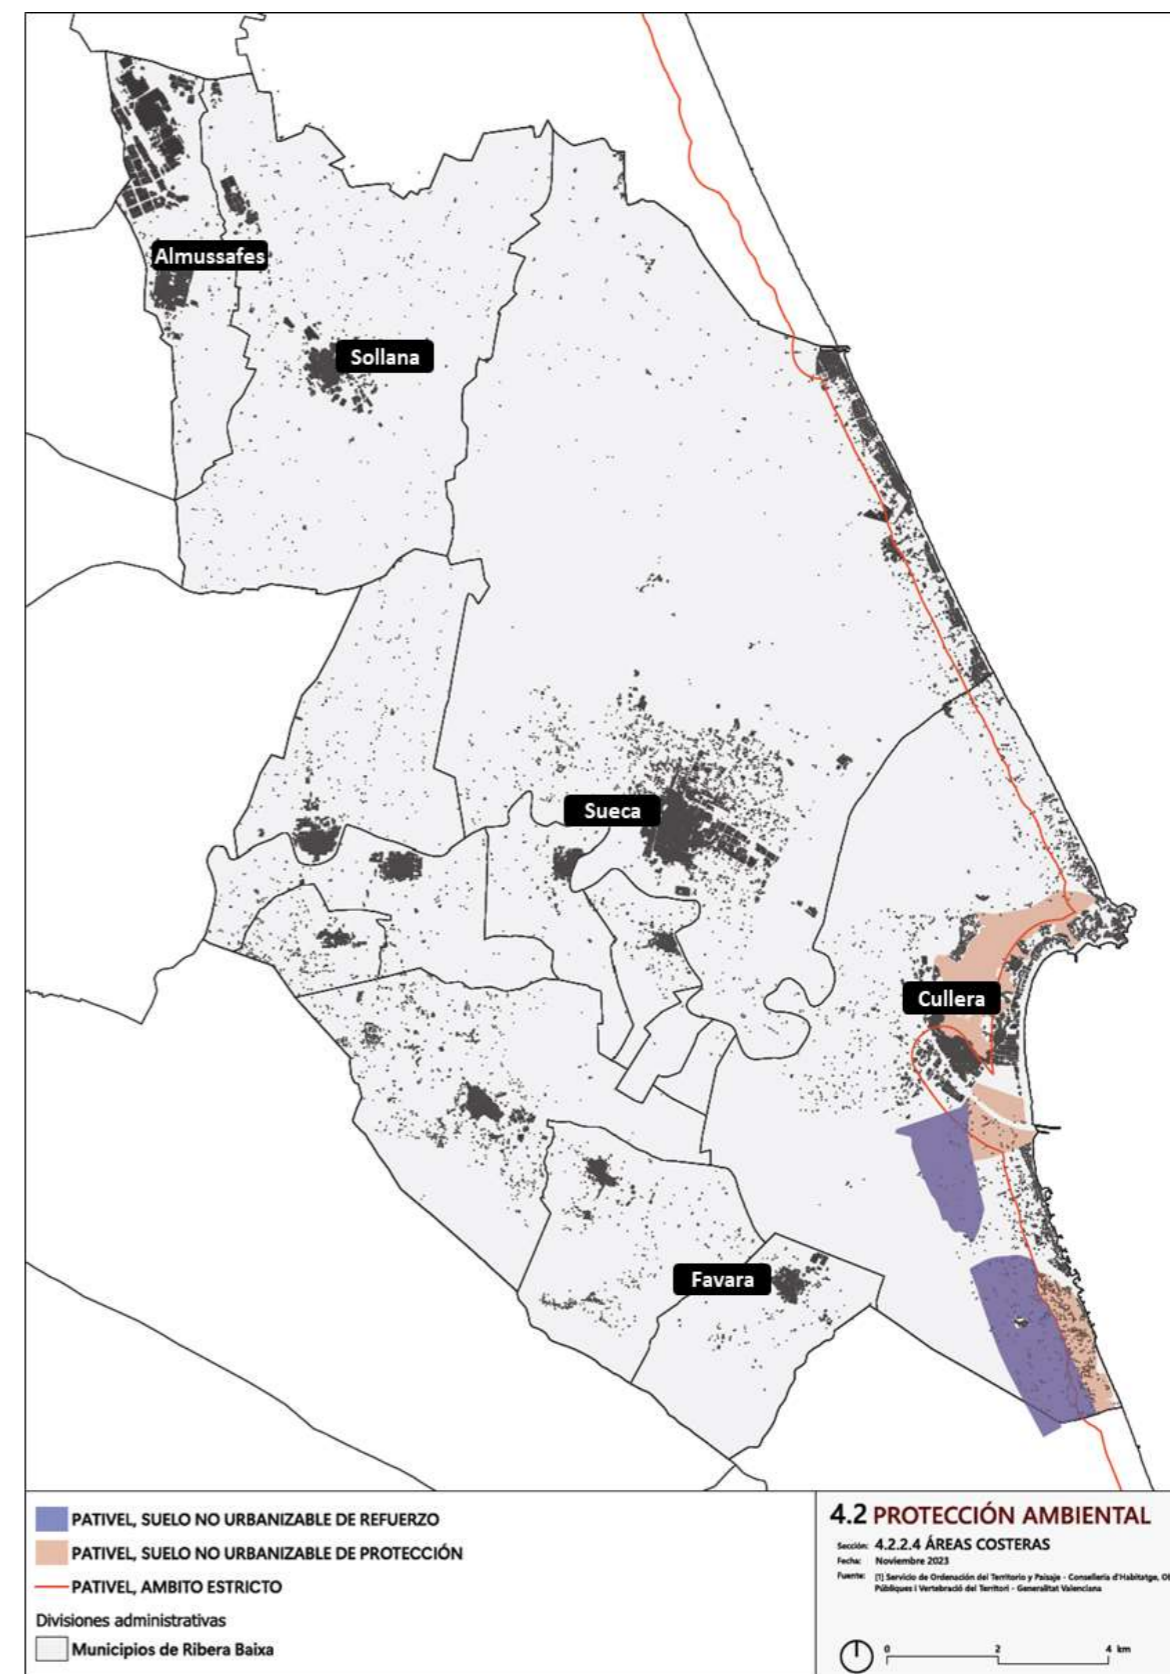 Almussafes
Sollana
Sueca
Cullera
Favara
PATIVEL, SUELO NO URBANIZABLE DE REFUERZO
PATIVEL, SUELO NO URBANIZABLE DE PROTECCIÓN
PATIVEL, AMBITO ESTRICTO
Divisiones administrativas
Municipios de Ribera Baixa
4.2 PROTECCIÓN AMBIENTAL
Sección: 4.2.2.4 ÁREAS COSTERAS
Fecha: Noviembre 2023
Fuente: [1] Servicio de Ordenación del Territorio y Paisaje - Conselleria d'Habitatge,
Públiques i Vertebració del Territori - Generalitat Valenciana
0 2 4 km